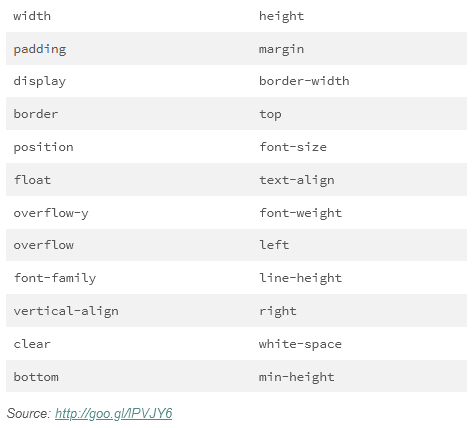 width height
padding margin
display border-width
border top
position font-size
float text-align
overflow-y font-weight
overflow left
font-family line-height
vertical-align right
clear white-space
bottom min-height
Source: http://goo.gl/lPVJY6